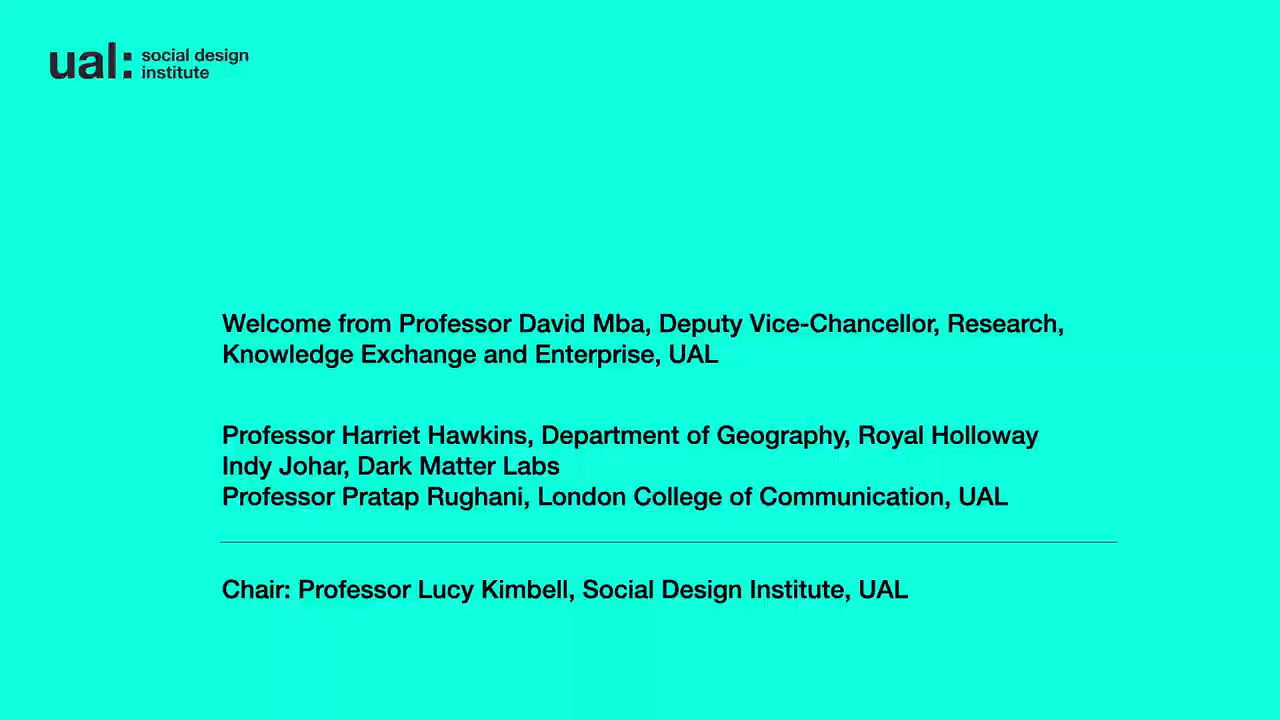 ual: social design
institute
Welcome from Professor David Mba, Deputy Vice-Chancellor, Research,
Knowledge Exchange and Enterprise, UAL
Professor Harriet Hawkins, Department of Geography, Royal Holloway
Indy Johar, Dark Matter Labs
Professor Pratap Rughani, London College of Communication, UAL
Chair: Professor Lucy Kimbell, Social Design Institute, UAL